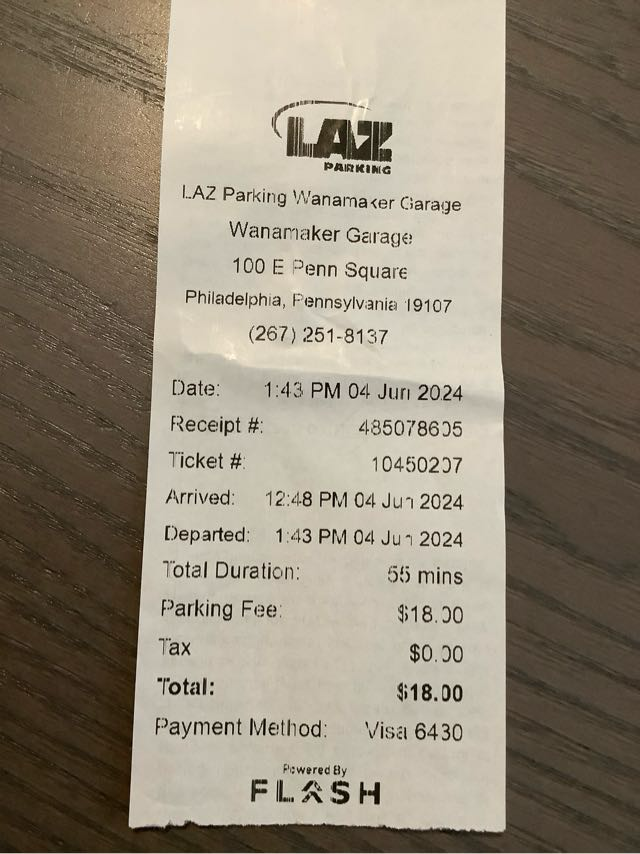 LAZ
PARKING
LAZ Parking Wanamaker Garage
Wanamaker Garage
100 E Penn Square
Philadelphia, Pennsylvania 19107
(267) 251-8137
Date: 1:43 PM 04 Jun 2024
Receipt #: 485078605
Ticket #: 10450207
Arrived: 12:48 PM 04 Jun 2024
Departed: 1:43 PM 04 Jun 2024
Total Duration: 55 mins
Parking Fee: $18.00
Tax $0.00
Total: $18.00
Payment Method: Visa 6430
Powered By
FLASH